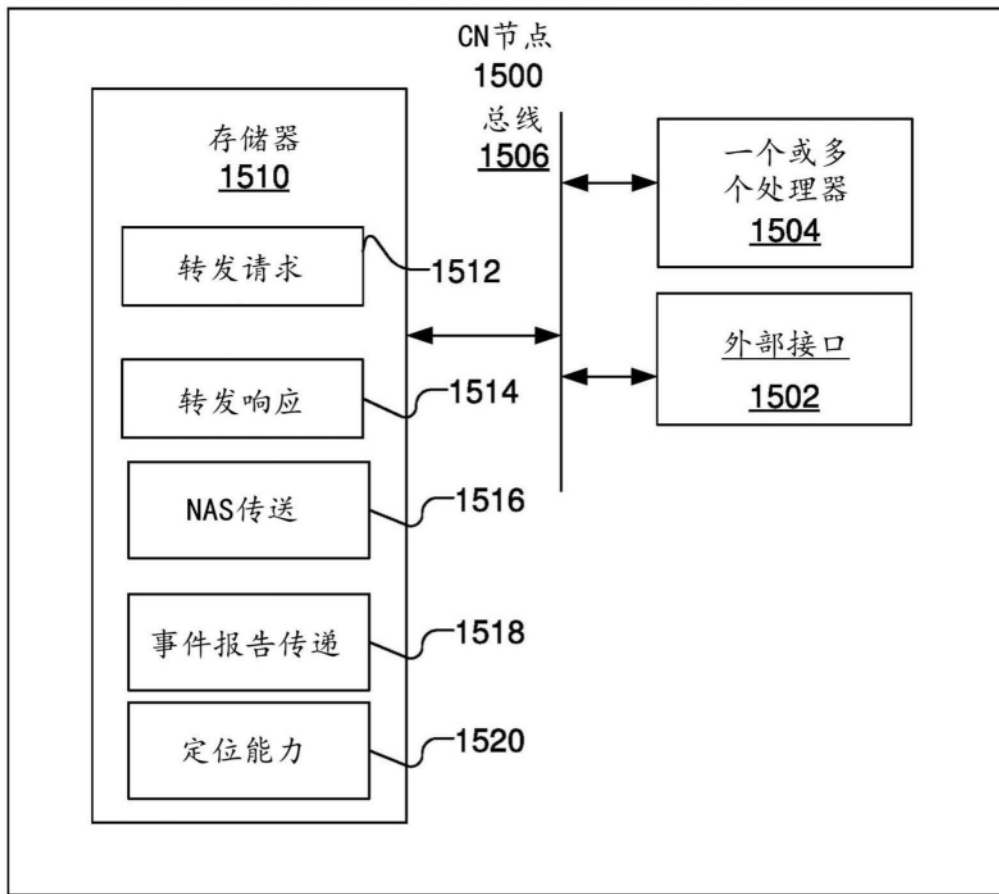 CN节点
1500
存储器
1510
转发请求
1512
转发响应
1514
NAS传送
1516
事件报告传递
1518
定位能力
1520
总线
1506
一个或多
个处理器
1504
外部接口
1502